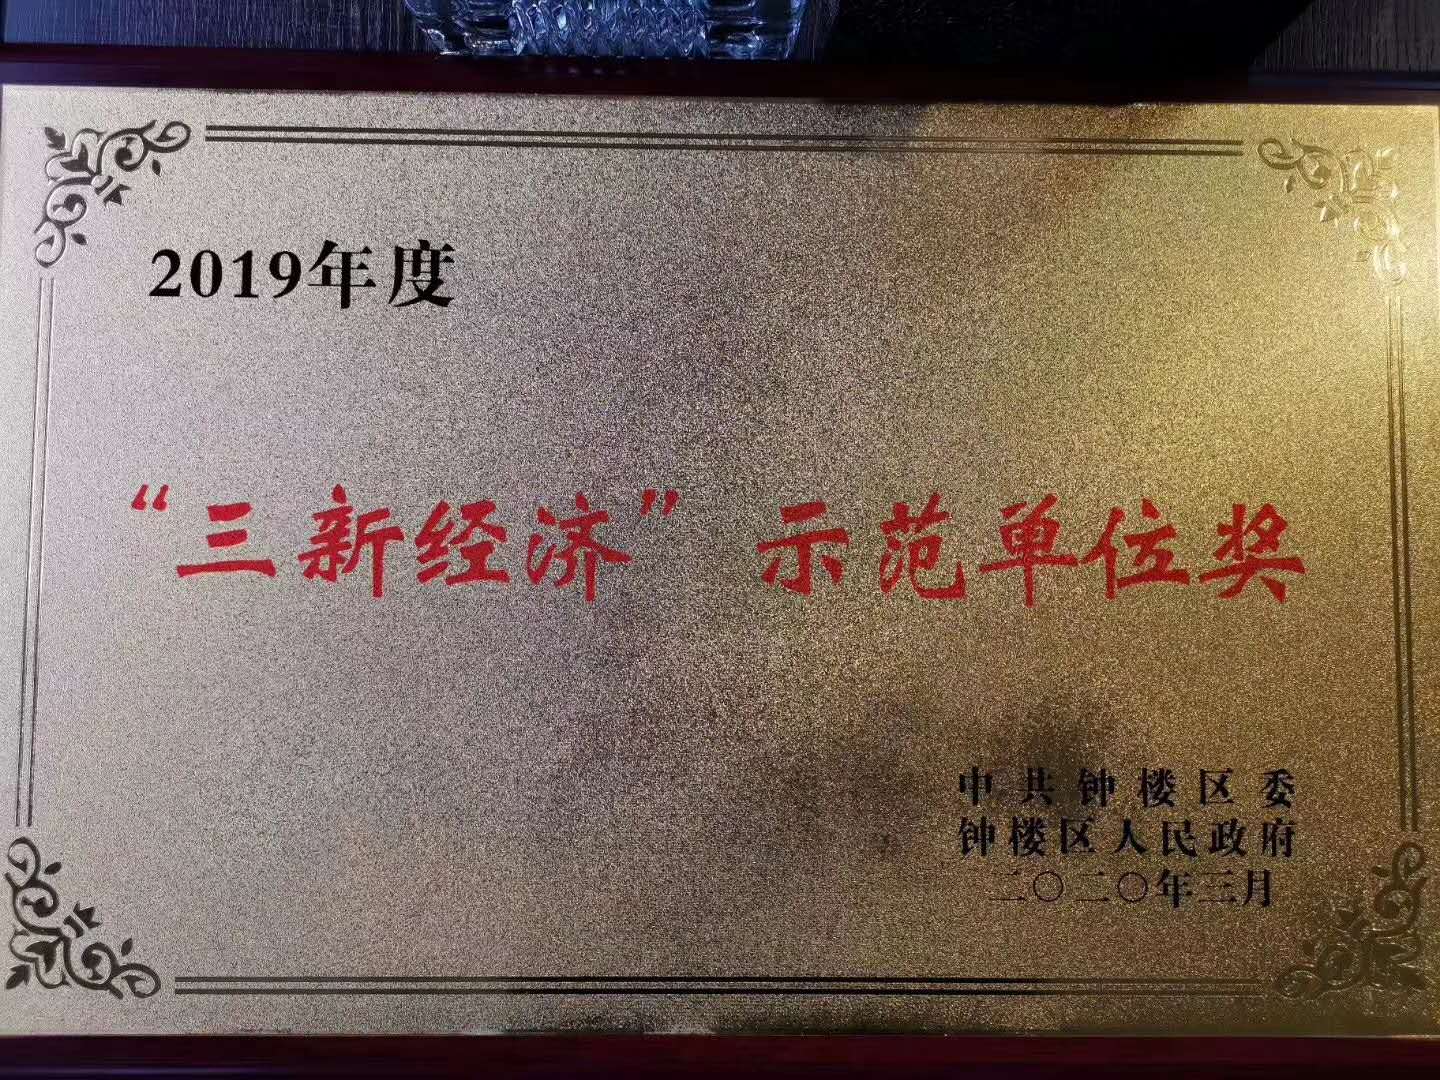 2019年度
“三新经济”示范单位奖
中共钟楼区委
钟楼区人民政府
二〇二〇年三月